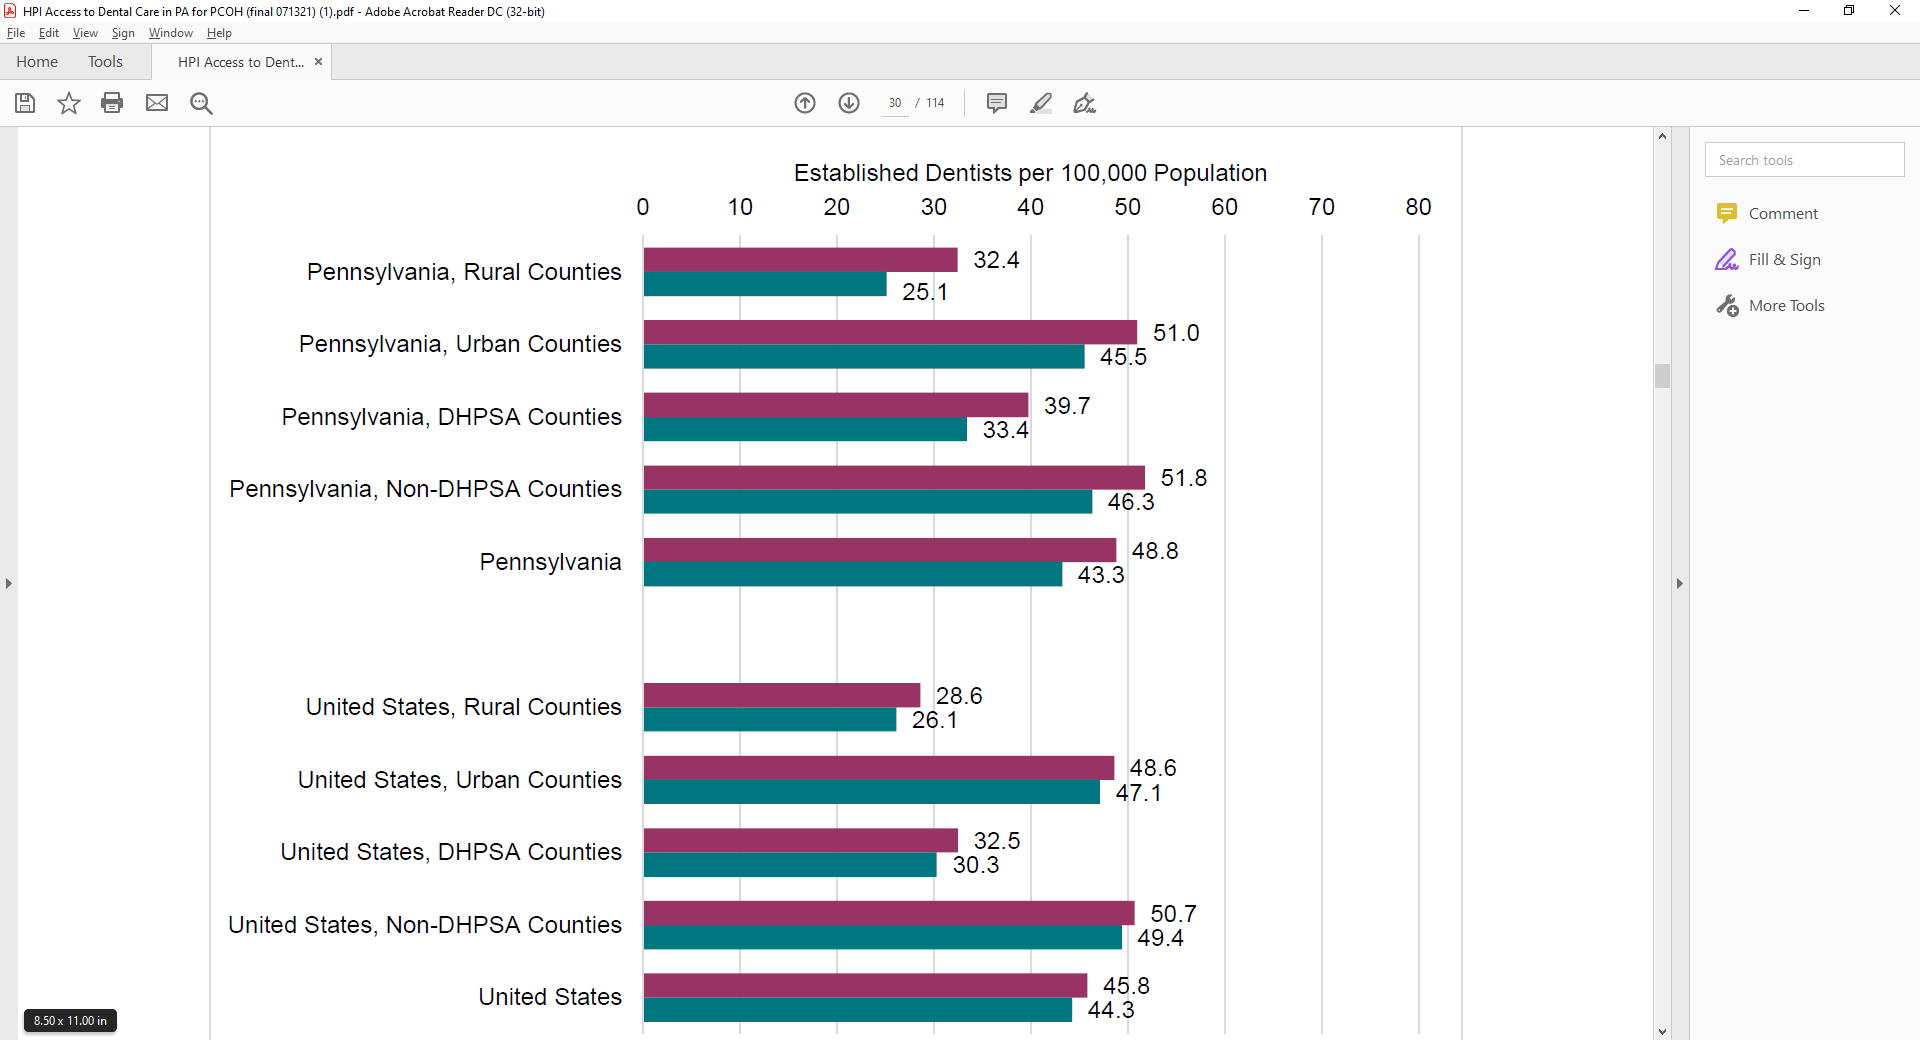 HPI Access to Dental Care in PA for PCOH (final 071321) (1).pdf - Adobe Acrobat Reader DC (32-bit)
File Edit View Sign Window Help
Home Tools HPI Access to Dent... ×
30 / 114
Search tools
Comment
Fill & Sign
More Tools
Established Dentists per 100,000 Population
0 10 20 30 40 50 60 70 80
Pennsylvania, Rural Counties 32.4
25.1
Pennsylvania, Urban Counties 51.0
45.5
Pennsylvania, DHPSA Counties 39.7
33.4
Pennsylvania, Non-DHPSA Counties 51.8
46.3
Pennsylvania 48.8
43.3
United States, Rural Counties 28.6
26.1
United States, Urban Counties 48.6
47.1
United States, DHPSA Counties 32.5
30.3
United States, Non-DHPSA Counties 50.7
49.4
United States 45.8
44.3
8.50 x 11.00 in